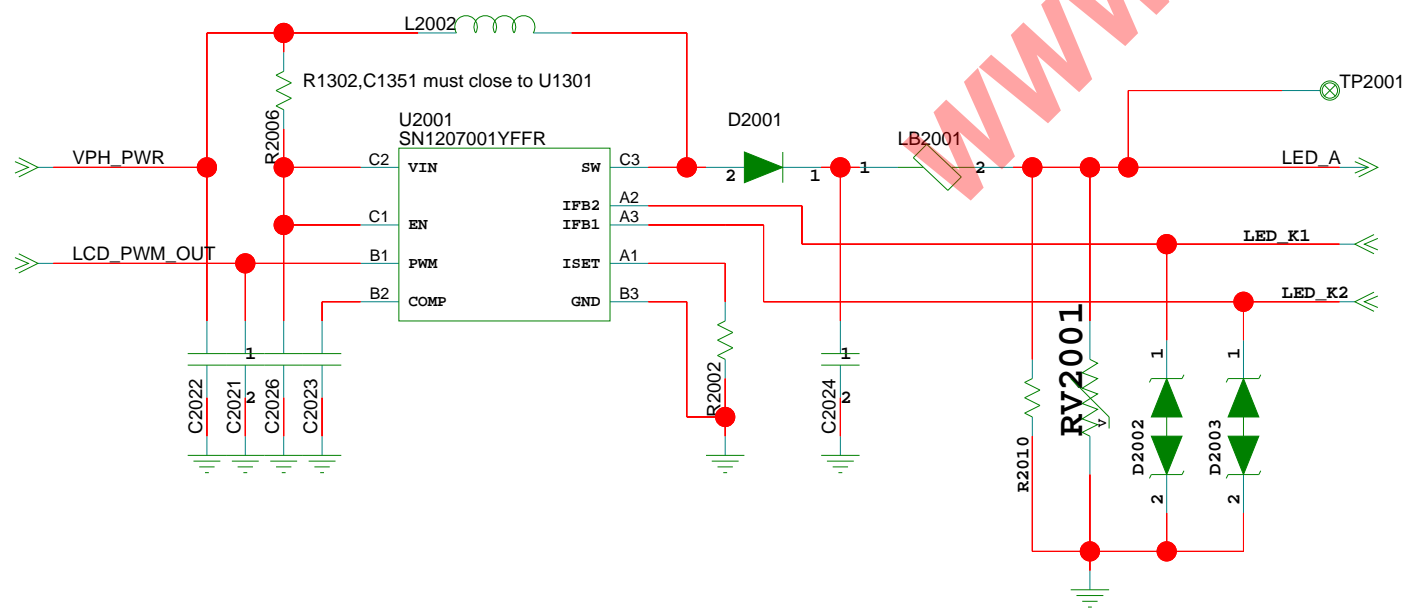 L2002
R1302,C1351 must close to U1301
TP2001
R2006
U2001
SN1207001YFFR
D2001
LB2001
VPH_PWR
C2 VIN
SW C3
2 1
1 2
LED_A
IFB2 A2
C1 EN
IFB1 A3
LED_K1
LCD_PWM_OUT
B1 PWM
ISET A1
B2 COMP
GND B3
LED_K2
1
2
C2022
C2021
C2026
C2023
R2002
1
2
C2024
R2010
RV2001
V
1
D2002
2
1
D2003
2
WWW